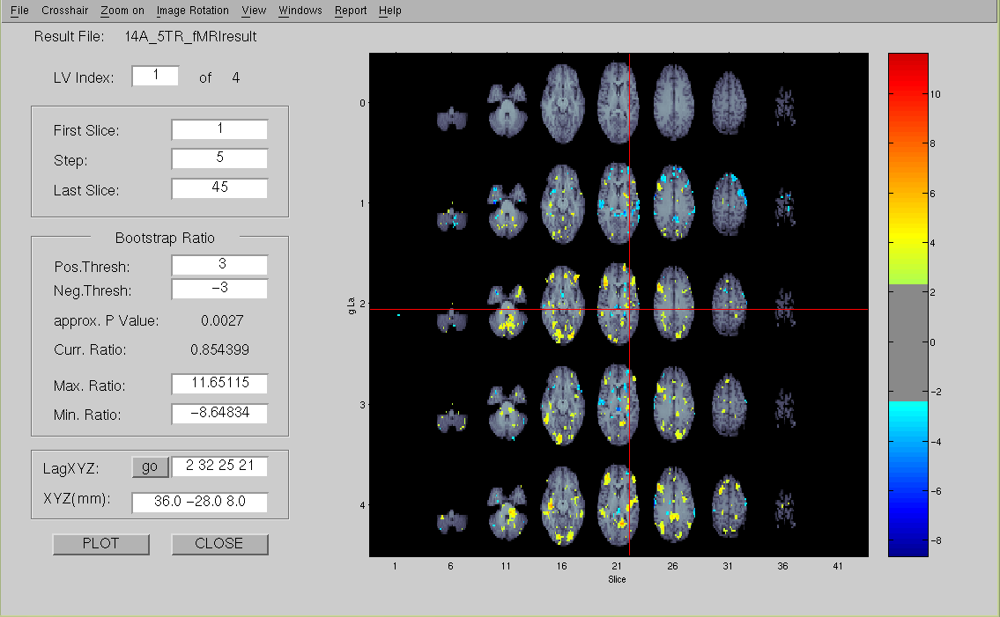 File Crosshair Zoom on Image Rotation View Windows Report Help
Result File: 14A_5TR_fMRIresult
LV Index: 1 of 4
First Slice: 1
Step: 5
Last Slice: 45
Bootstrap Ratio
Pos.Thresh: 3
Neg.Thresh: −3
approx. P Value: 0.0027
Curr. Ratio: 0.854399
Max. Ratio: 11.65115
Min. Ratio: −8.64834
LagXYZ: go 2 32 25 21
XYZ(mm): 36.0 −28.0 8.0
PLOT CLOSE
g La
0
1
2
3
4
1 6 11 16 21 26 31 36 41
Slice
10
8
6
4
2
0
−2
−4
−6
−8